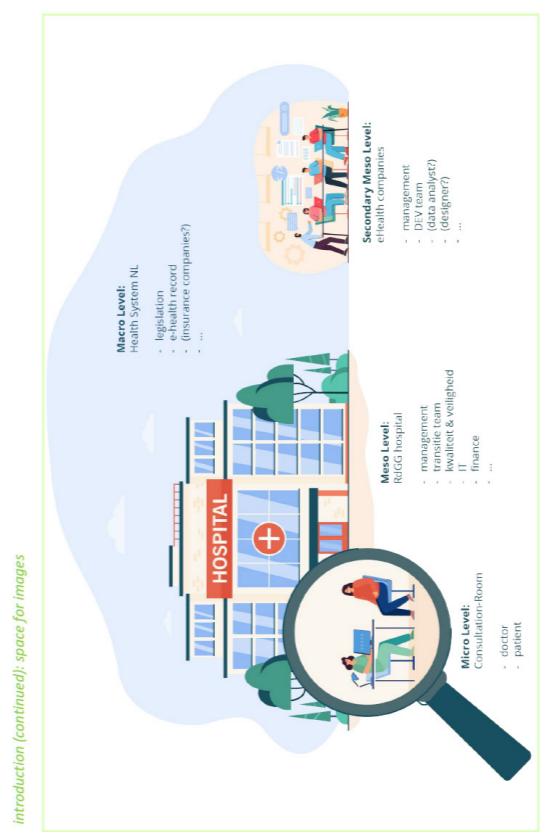 introduction (continued): space for images
Macro Level:
Health System NL
- legislation
- e-health record
- (insurance companies?)
- ...
HOSPITAL
Secondary Meso Level:
eHealth companies
- management
- DEV team
- (data analyst?)
- (designer?)
- ...
Meso Level:
RdGG hospital
- management
- transitie team
- kwaliteit & veiligheid
- IT
- finance
- ...
Micro Level:
Consultation-Room
- doctor
- patient